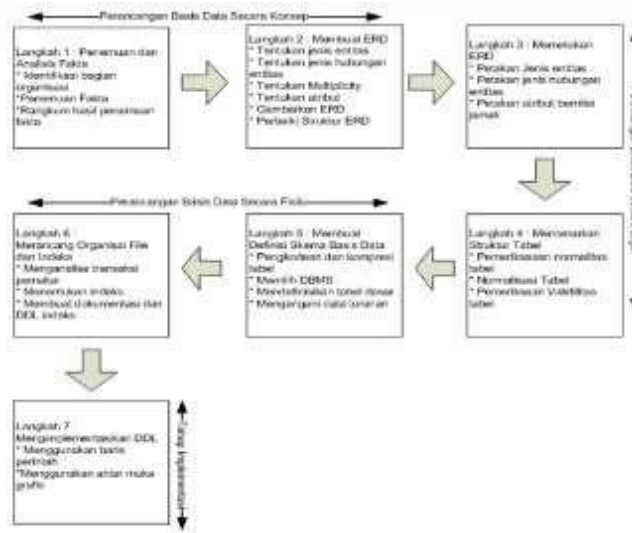 Perancangan Basis Data Secara Konsep
Langkah 1 : Penemuan dan
Analisis Fakta
* Identifikasi bagian
organisasi
*Penemuan Fakta
*Rangkum hasil penemuan
fakta
Langkah 2 : Membuat ERD
* Tentukan jenis entitas
* Tentukan jenis hubungan
entitas
* Tentukan Multiplicity
* Tentukan atribut
* Gambarkan ERD
* Perbaiki Struktur ERD
Langkah 3 : Memetakan
ERD
* Petakan Jenis entitas
* Petakan jenis hubungan
entitas
* Petakan atribut bernilai
jamak
Langkah 4 :
Struktur Tabel
* Pemeriksaan normalitas
tabel
* Normalisasi Tabel
* Pemeriksaan Validitas
tabel
Perancangan Basis Data Secara Fisik
Langkah 5 : Membuat
Definisi Skema Basis Data
* Pengkodean dan kompresi
tabel
* Memilih DBMS
* Mendefinisikan tabel dasar
* Menangani data turunan
Langkah 6
Merancang Organisasi File
dan Indeks
* Menganalisa transaksi
pemakai
* Menentukan indeks
* Membuat dokumentasi dan
DDL indeks
Langkah 7
Mengimplementasikan DDL
* Menggunakan baris
perintah
*Menggunakan antar muka
grafis
Tahap Implementasi